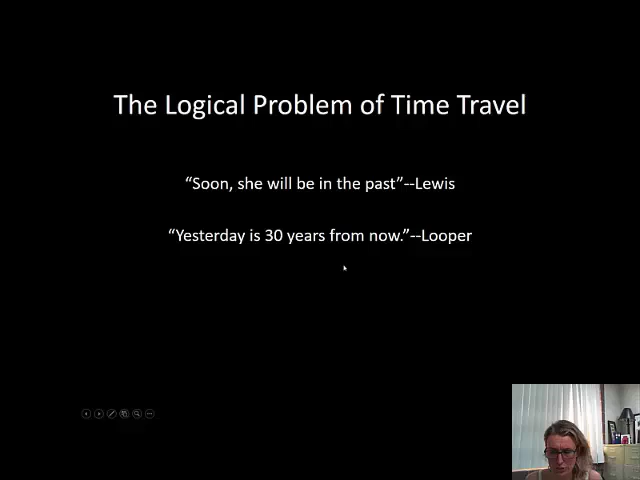 The Logical Problem of Time Travel
“Soon, she will be in the past”--Lewis
“Yesterday is 30 years from now.”--Looper